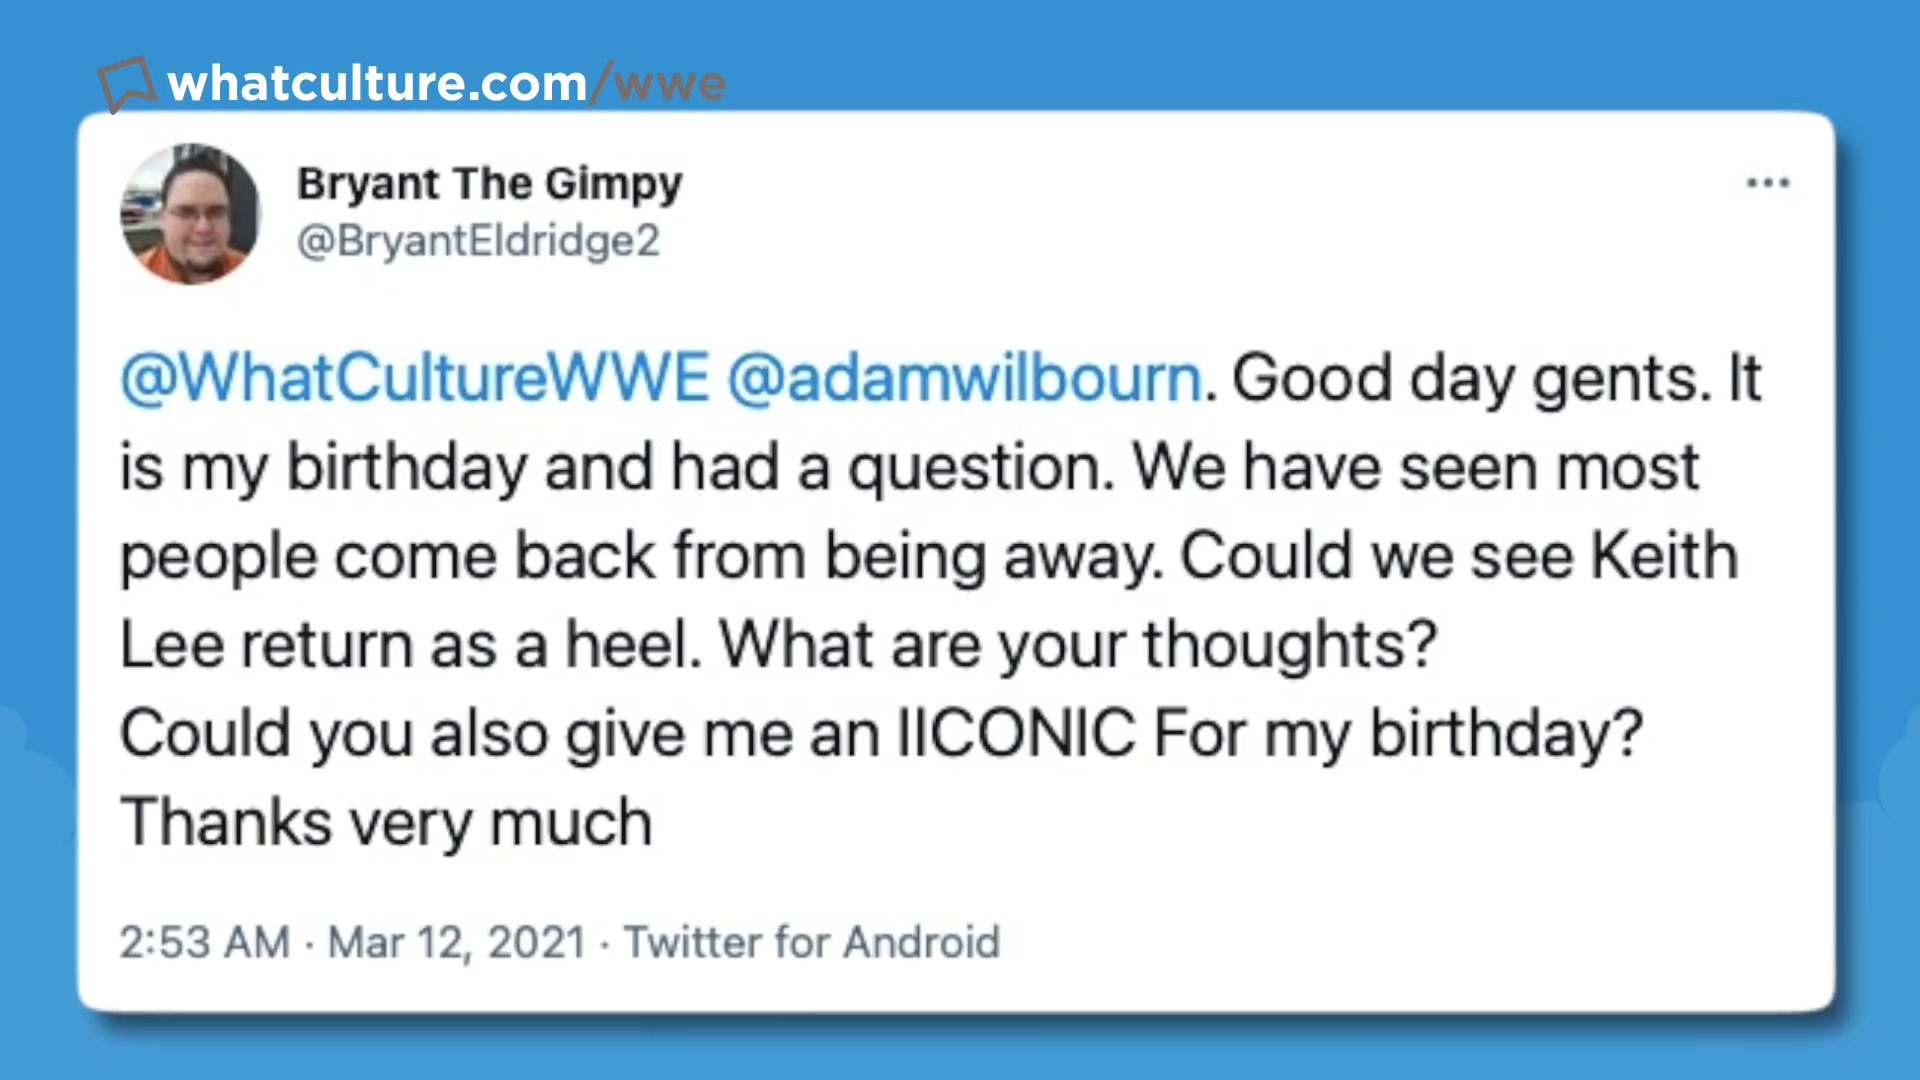 whatculture.com/wwe
Bryant The Gimpy
@BryantEldridge2
@WhatCultureWWE @adamwilbourn. Good day gents. It
is my birthday and had a question. We have seen most
people come back from being away. Could we see Keith
Lee return as a heel. What are your thoughts?
Could you also give me an IICONIC For my birthday?
Thanks very much
2:53 AM · Mar 12, 2021 · Twitter for Android